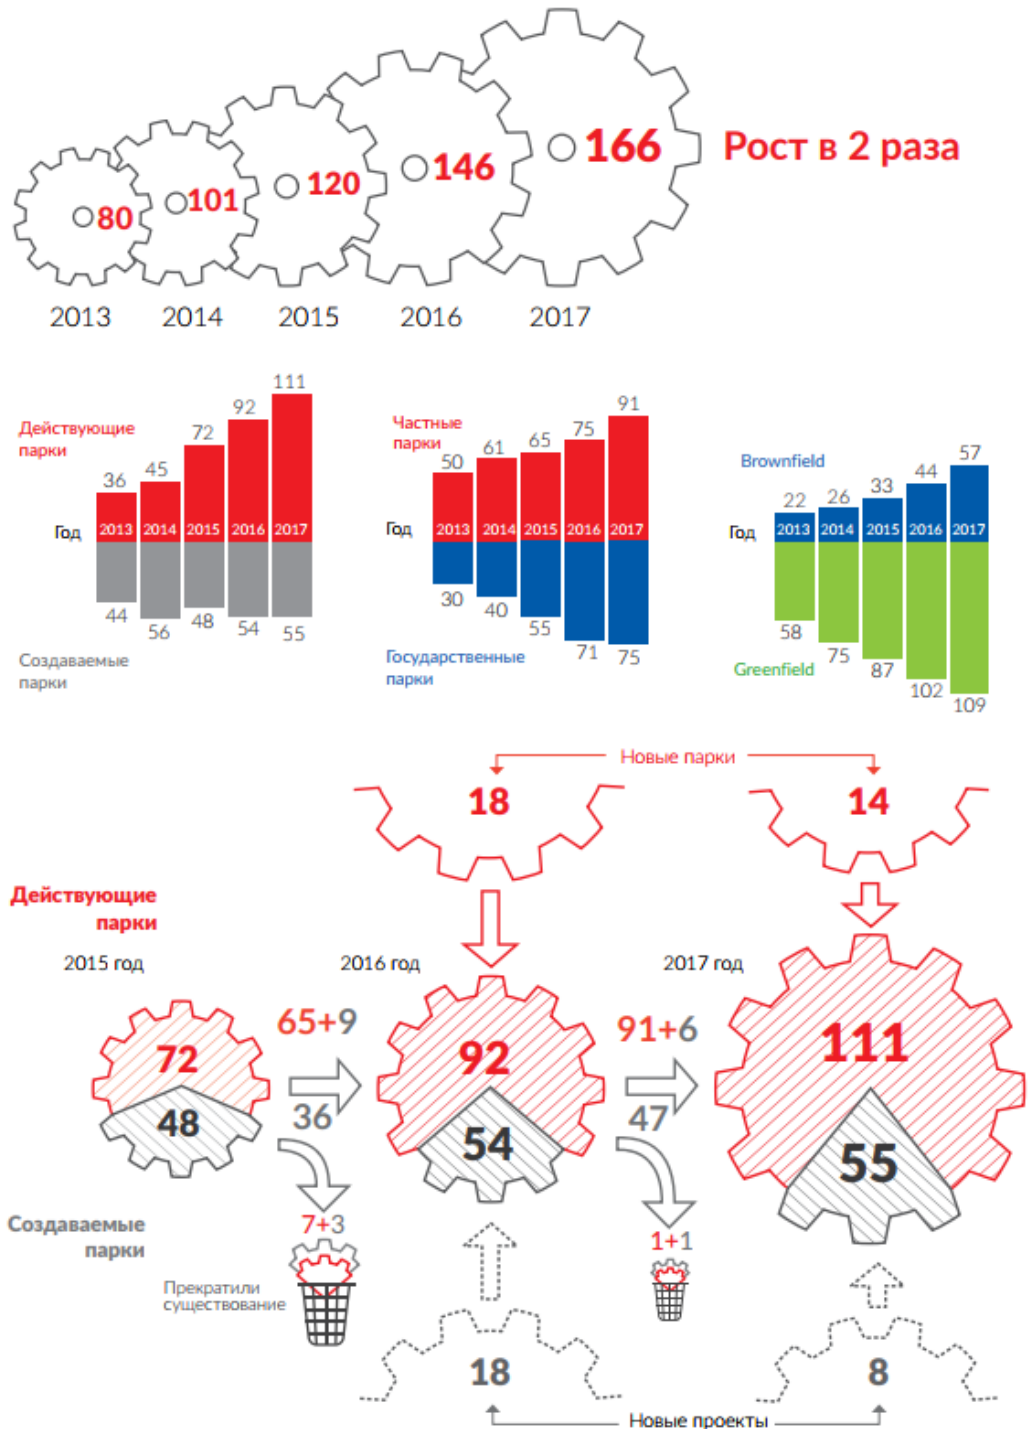 80
101
120
146
166
Рост в 2 раза
2013
2014
2015
2016
2017
Действующие
парки
36
45
72
92
111
Год
2013
2014
2015
2016
2017
44
56
48
54
55
Создаваемые
парки
Частные
парки
50
61
65
75
91
Год
2013
2014
2015
2016
2017
30
40
55
71
75
Государственные
парки
Brownfield
22
26
33
44
57
Год
2013
2014
2015
2016
2017
58
75
87
102
109
Greenfield
Новые парки
18
14
Действующие
парки
2015 год
2016 год
2017 год
65+9
91+6
72
92
111
48
36
54
47
55
Создаваемые
парки
7+3
1+1
Прекратили
существование
18
8
Новые проекты